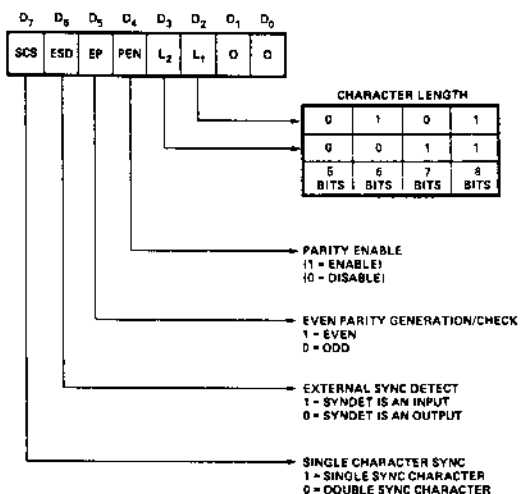 D7 D6 D5 D4 D3 D2 D1 D0
SCS ESD EP PEN L2 L1 0 0
CHARACTER LENGTH
0 1 0 1
0 0 1 1
5 BITS 6 BITS 7 BITS 8 BITS
PARITY ENABLE
(1 = ENABLE)
(0 = DISABLE)
EVEN PARITY GENERATION/CHECK
1 = EVEN
0 = ODD
EXTERNAL SYNC DETECT
1 = SYNDET IS AN INPUT
0 = SYNDET IS AN OUTPUT
SINGLE CHARACTER SYNC
1 = SINGLE SYNC CHARACTER
0 = DOUBLE SYNC CHARACTER